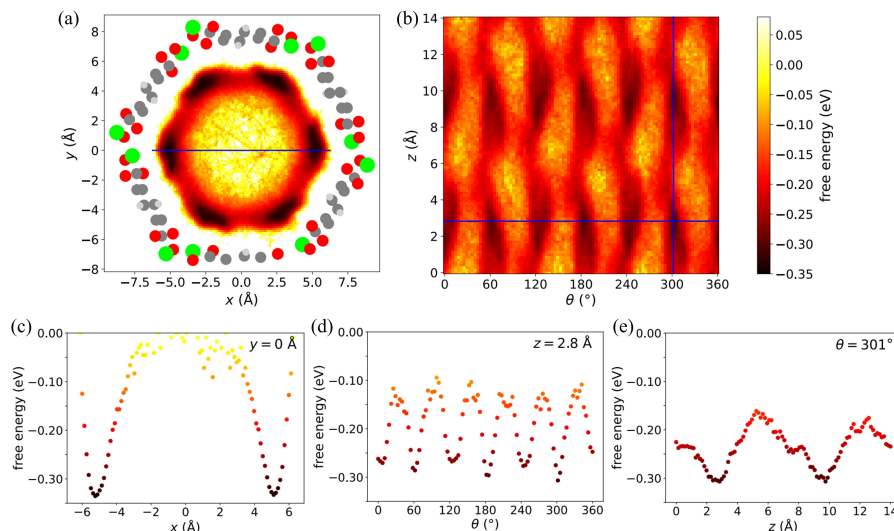 (a)
8
6
4
2
0
−2
−4
−6
−8
y (Å)
−7.5 −5.0 −2.5 0.0 2.5 5.0 7.5
x (Å)
(b)
14
12
10
8
6
4
2
0
z (Å)
0 60 120 180 240 300 360
θ (°)
0.05
0.00
−0.05
−0.10
−0.15
−0.20
−0.25
−0.30
−0.35
free energy (eV)
(c)
y = 0 Å
0.00
−0.10
−0.20
−0.30
free energy (eV)
−6 −4 −2 0 2 4 6
x (Å)
(d)
z = 2.8 Å
0.00
−0.10
−0.20
−0.30
free energy (eV)
0 60 120 180 240 300 360
θ (°)
(e)
θ = 301°
0.00
−0.10
−0.20
−0.30
free energy (eV)
0 2 4 6 8 10 12 14
z (Å)